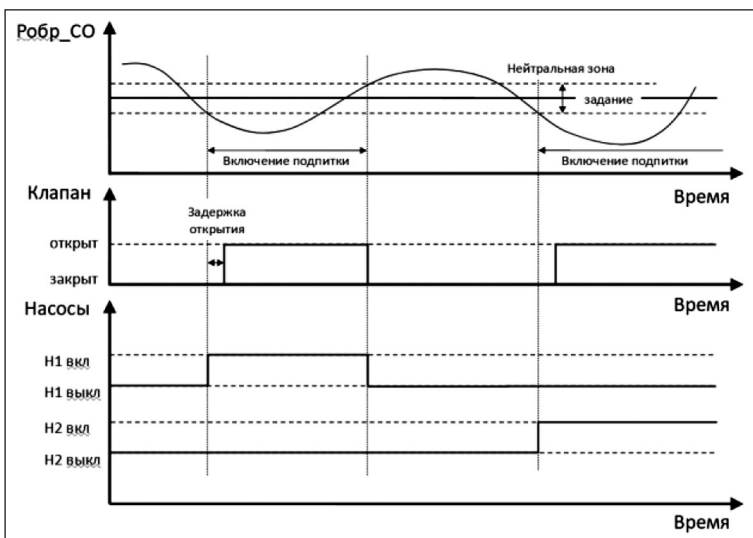 Робр_СО
Нейтральная зона
задание
Включение подпитки
Включение подпитки
Время
Клапан
Задержка
открытия
открыт
закрыт
Время
Насосы
Н1 вкл
Н1 выкл
Н2 вкл
Н2 выкл
Время